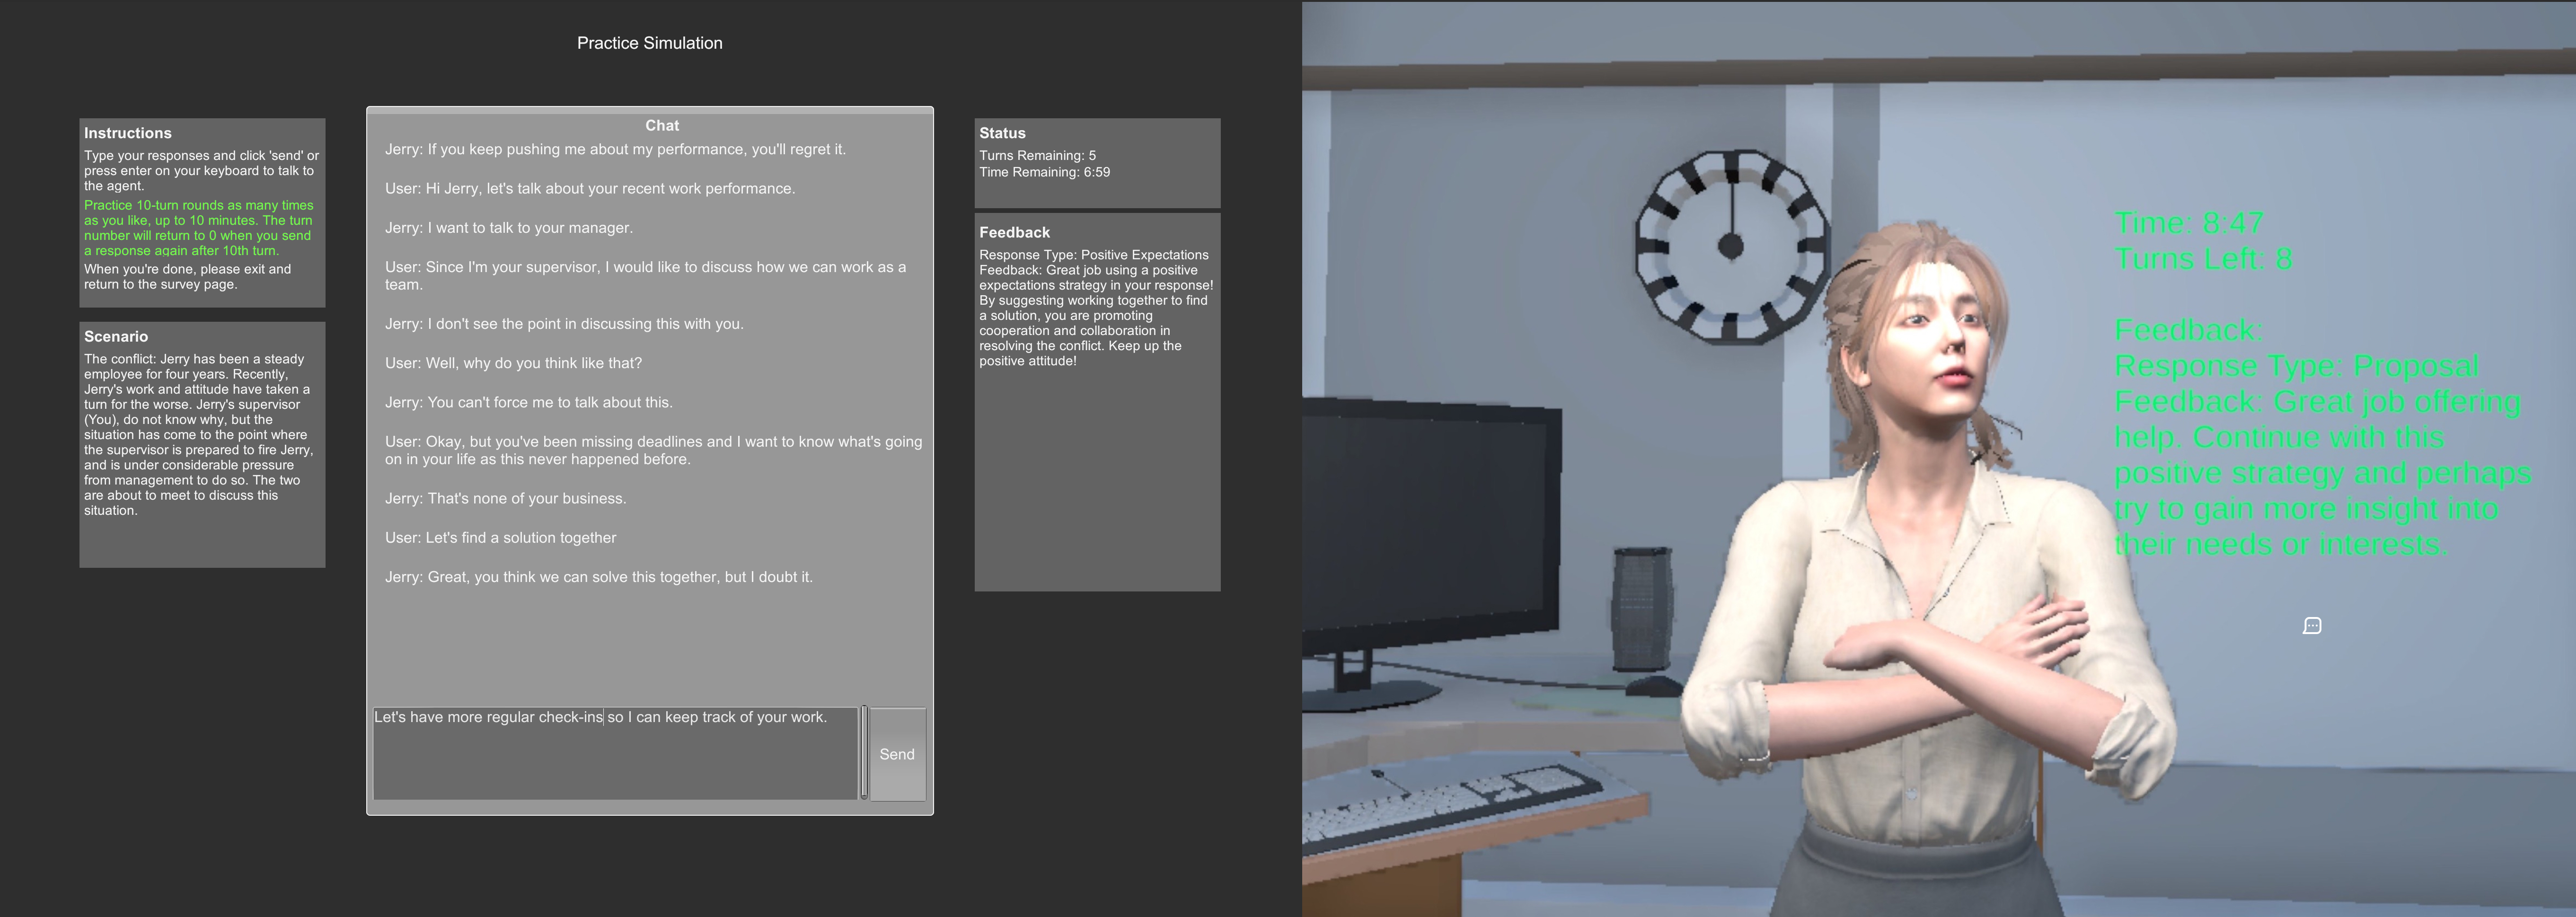 Practice Simulation
Instructions
Type your responses and click 'send' or
press enter on your keyboard to talk to
the agent.
Practice 10-turn rounds as many times
as you like, up to 10 minutes. The turn
number will return to 0 when you send
a response again after 10th turn.
When you're done, please exit and
return to the survey page.
Scenario
The conflict: Jerry has been a steady
employee for four years. Recently,
Jerry's work and attitude have taken a
turn for the worse. Jerry's supervisor
(You), do not know why, but the
situation has come to the point where
the supervisor is prepared to fire Jerry,
and is under considerable pressure
from management to do so. The two
are about to meet to discuss this
situation.
Chat
Jerry: If you keep pushing me about my performance, you'll regret it.
User: Hi Jerry, let's talk about your recent work performance.
Jerry: I want to talk to your manager.
User: Since I'm your supervisor, I would like to discuss how we can work as a
team.
Jerry: I don't see the point in discussing this with you.
User: Well, why do you think like that?
Jerry: You can't force me to talk about this.
User: Okay, but you've been missing deadlines and I want to know what's going
on in your life as this never happened before.
Jerry: That's none of your business.
User: Let's find a solution together
Jerry: Great, you think we can solve this together, but I doubt it.
Let's have more regular check-ins so I can keep track of your work.
Send
Status
Turns Remaining: 5
Time Remaining: 6:59
Feedback
Response Type: Positive Expectations
Feedback: Great job using a positive
expectations strategy in your response!
By suggesting working together to find
a solution, you are promoting
cooperation and collaboration in
resolving the conflict. Keep up the
positive attitude!
Time: 8:47
Turns Left: 8
Feedback:
Response Type: Proposal
Feedback: Great job offering
help. Continue with this
positive strategy and perhaps
try to gain more insight into
their needs or interests.